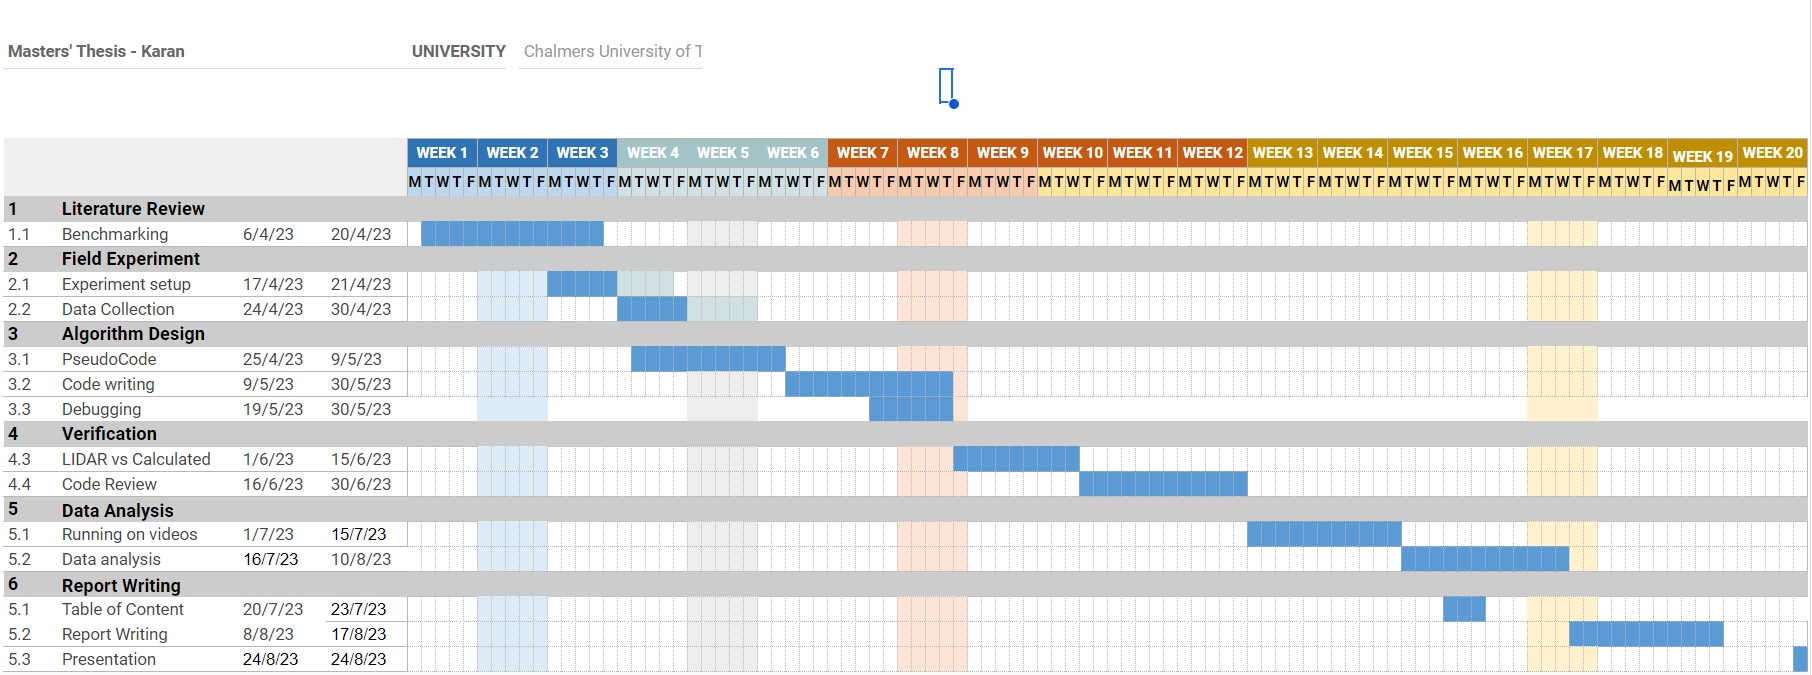 Masters' Thesis - Karan UNIVERSITY Chalmers University of T
WEEK 1 WEEK 2 WEEK 3 WEEK 4 WEEK 5 WEEK 6 WEEK 7 WEEK 8 WEEK 9 WEEK 10 WEEK 11 WEEK 12 WEEK 13 WEEK 14 WEEK 15 WEEK 16 WEEK 17 WEEK 18 WEEK 19 WEEK 20
M T W T F M T W T F M T W T F M T W T F M T W T F M T W T F M T W T F M T W T F M T W T F M T W T F M T W T F M T W T F M T W T F M T W T F M T W T F M T W T F M T W T F M T W T F M T W T F M T W T F
1 Literature Review
1.1 Benchmarking 6/4/23 20/4/23
2 Field Experiment
2.1 Experiment setup 17/4/23 21/4/23
2.2 Data Collection 24/4/23 30/4/23
3 Algorithm Design
3.1 PseudoCode 25/4/23 9/5/23
3.2 Code writing 9/5/23 30/5/23
3.3 Debugging 19/5/23 30/5/23
4 Verification
4.3 LIDAR vs Calculated 1/6/23 15/6/23
4.4 Code Review 16/6/23 30/6/23
5 Data Analysis
5.1 Running on videos 1/7/23 15/7/23
5.2 Data analysis 16/7/23 10/8/23
6 Report Writing
5.1 Table of Content 20/7/23 23/7/23
5.2 Report Writing 8/8/23 17/8/23
5.3 Presentation 24/8/23 24/8/23